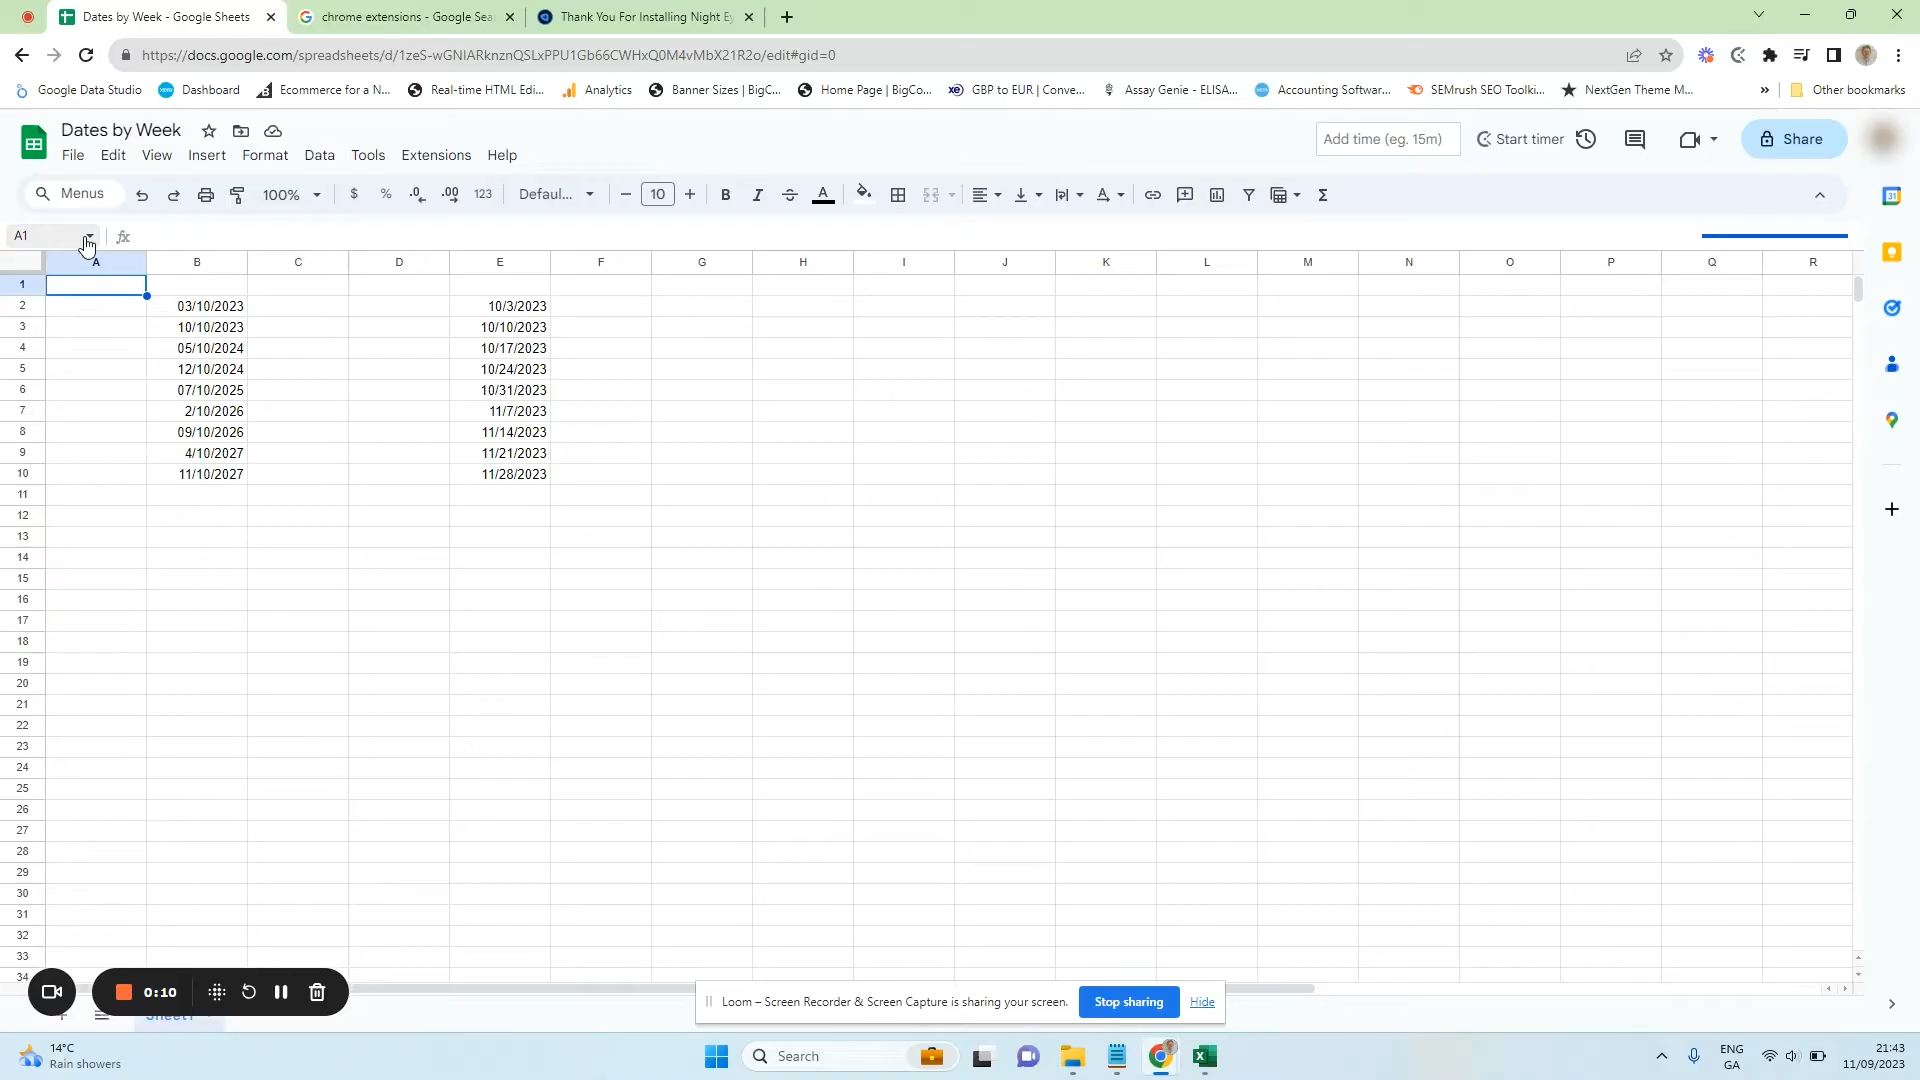 Dates by Week - Google Sheets
chrome extensions - Google Sea
Thank You For Installing Night Ey
https://docs.google.com/spreadsheets/d/1zeS-wGNIARknznQSLxPPU1Gb66CWHxQ0M4vMbX21R2o/edit#gid=0
Google Data Studio Dashboard Ecommerce for a N... Real-time HTML Edi... Analytics Banner Sizes | BigC... Home Page | BigCo... GBP to EUR | Conve... Assay Genie - ELISA... Accounting Softwar... SEMrush SEO Toolki... NextGen Theme M... » Other bookmarks
Dates by Week
File Edit View Insert Format Data Tools Extensions Help
Add time (eg. 15m) Start timer Share
Menus 100% $ % .0 .00 123 Defaul... − 10 + B I A Σ
A1 fx
A B C D E F G H I J K L M N O P Q R
1
2 03/10/2023 10/3/2023
3 10/10/2023 10/10/2023
4 05/10/2024 10/17/2023
5 12/10/2024 10/24/2023
6 07/10/2025 10/31/2023
7 2/10/2026 11/7/2023
8 09/10/2026 11/14/2023
9 4/10/2027 11/21/2023
10 11/10/2027 11/28/2023
11
12
13
14
15
16
17
18
19
20
21
22
23
24
25
26
27
28
29
30
31
32
33
34
0:10
Loom – Screen Recorder & Screen Capture is sharing your screen. Stop sharing Hide
Sheet1
14°C
Rain showers
Search
ENG
GA
21:43
11/09/2023
31